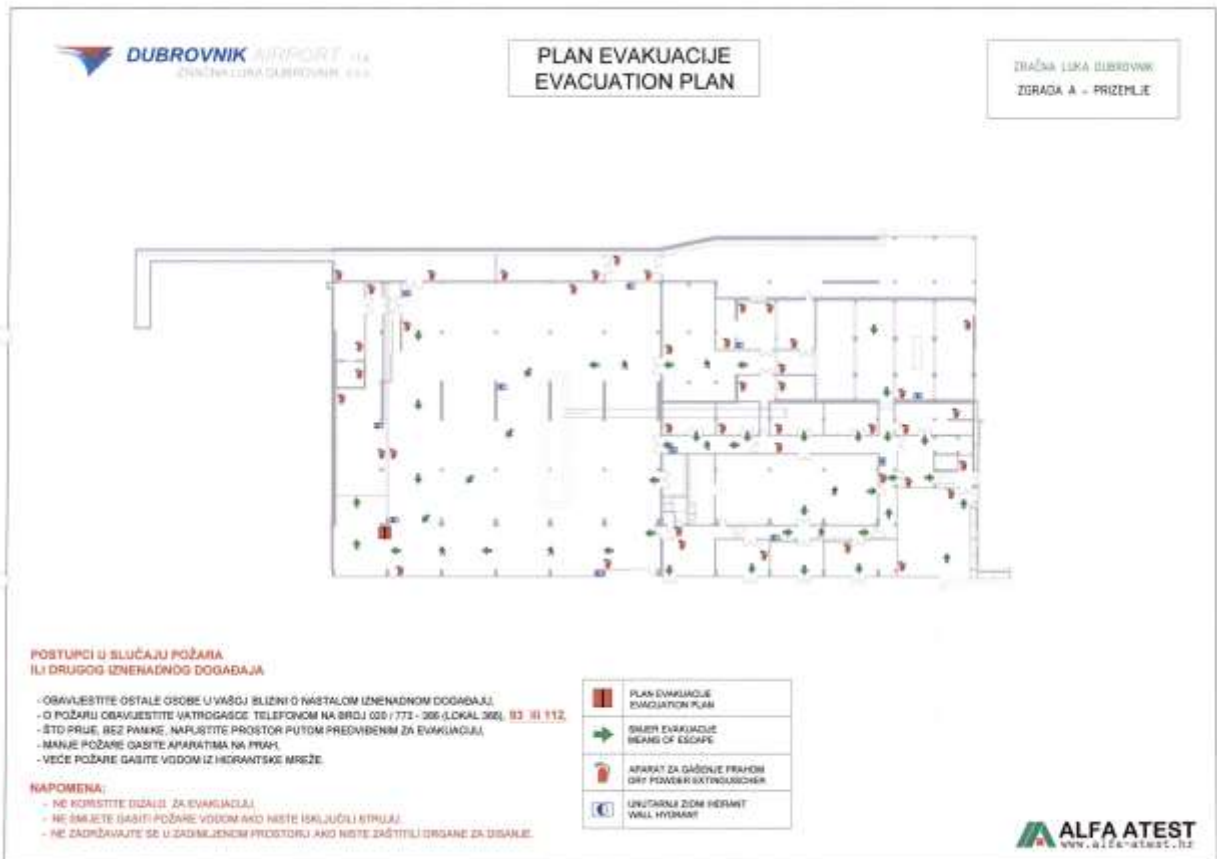 DUBROVNIK AIRPORT
ZRAČNA LUKA DUBROVNIK d.o.o.
PLAN EVAKUACIJE
EVACUATION PLAN
ZRAČNA LUKA DUBROVNIK
ZGRADA A - PRIZEMLJE
POSTUPCI U SLUČAJU POŽARA
ILI DRUGOG IZNENADNOG DOGAĐAJA
- OBAVIJESTITE OSTALE OSOBE U VAŠOJ BLIZINI O NASTALOM IZNENADNOM DOGAĐAJU,
- O POŽARU OBAVIJESTITE VATROGASCE TELEFONOM NA BROJ 020 / 773 - 366 (LOKAL 366), 93 ili 112,
- ŠTO PRIJE, BEZ PANIKE, NAPUSTITE PROSTOR PUTOM PREDVIĐENIM ZA EVAKUACIJU,
- MANJE POŽARE GASITE APARATIMA NA PRAH,
- VEĆE POŽARE GASITE VODOM IZ HIDRANTSKE MREŽE.
NAPOMENA:
- NE KORISTITE DIZALO ZA EVAKUACIJU,
- NE SMIJETE GASITI POŽARE VODOM AKO NISTE ISKLJUČILI STRUJU,
- NE ZADRŽAVAJTE SE U ZADIMLJENOM PROSTORU AKO NISTE ZAŠTITILI ORGANE ZA DISANJE.
PLAN EVAKUACIJE
EVACUATION PLAN
SMJER EVAKUACIJE
MEANS OF ESCAPE
APARAT ZA GAŠENJE PRAHOM
DRY POWDER EXTINGUISCHER
UNUTARNJI ZIDNI HIDRANT
WALL HYDRANT
ALFA ATEST
www.alfa-atest.hr